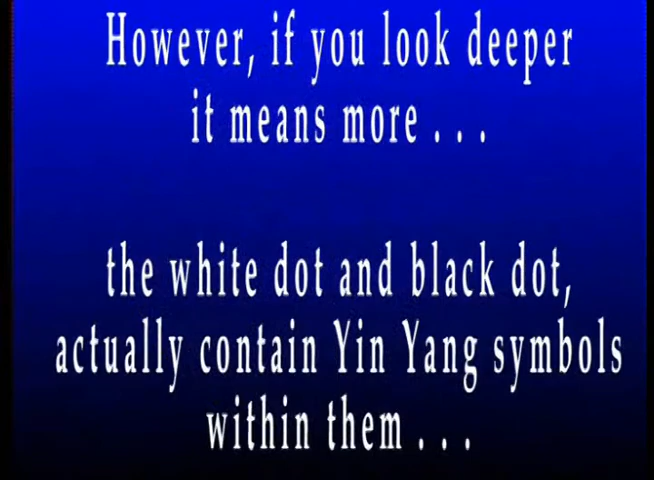 However, if you look deeper
it means more . . .
the white dot and black dot,
actually contain Yin Yang symbols
within them . . .